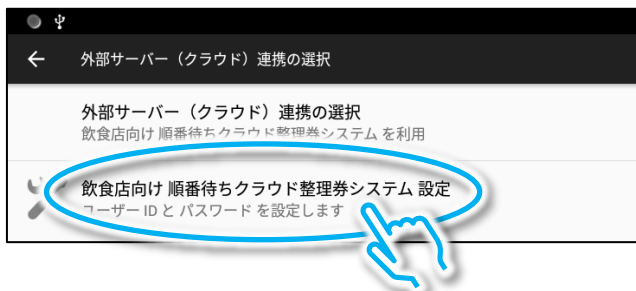 外部サーバー（クラウド）連携の選択
外部サーバー（クラウド）連携の選択
飲食店向け 順番待ちクラウド整理券システム を利用
飲食店向け 順番待ちクラウド整理券システム 設定
ユーザー ID と パスワード を設定します